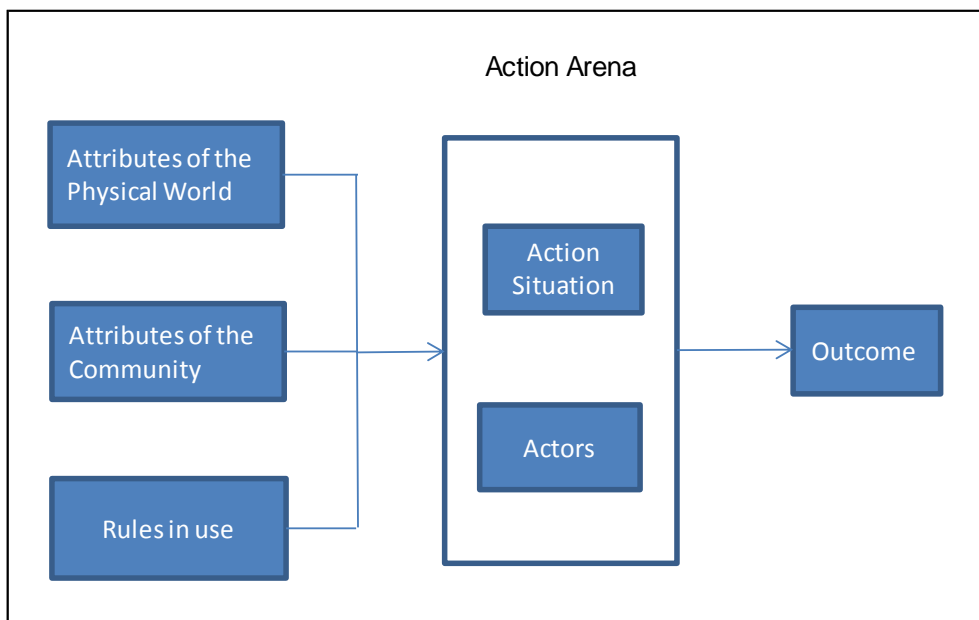 Action Arena
Attributes of the
Physical World
Attributes of the
Community
Rules in use
Action
Situation
Actors
Outcome